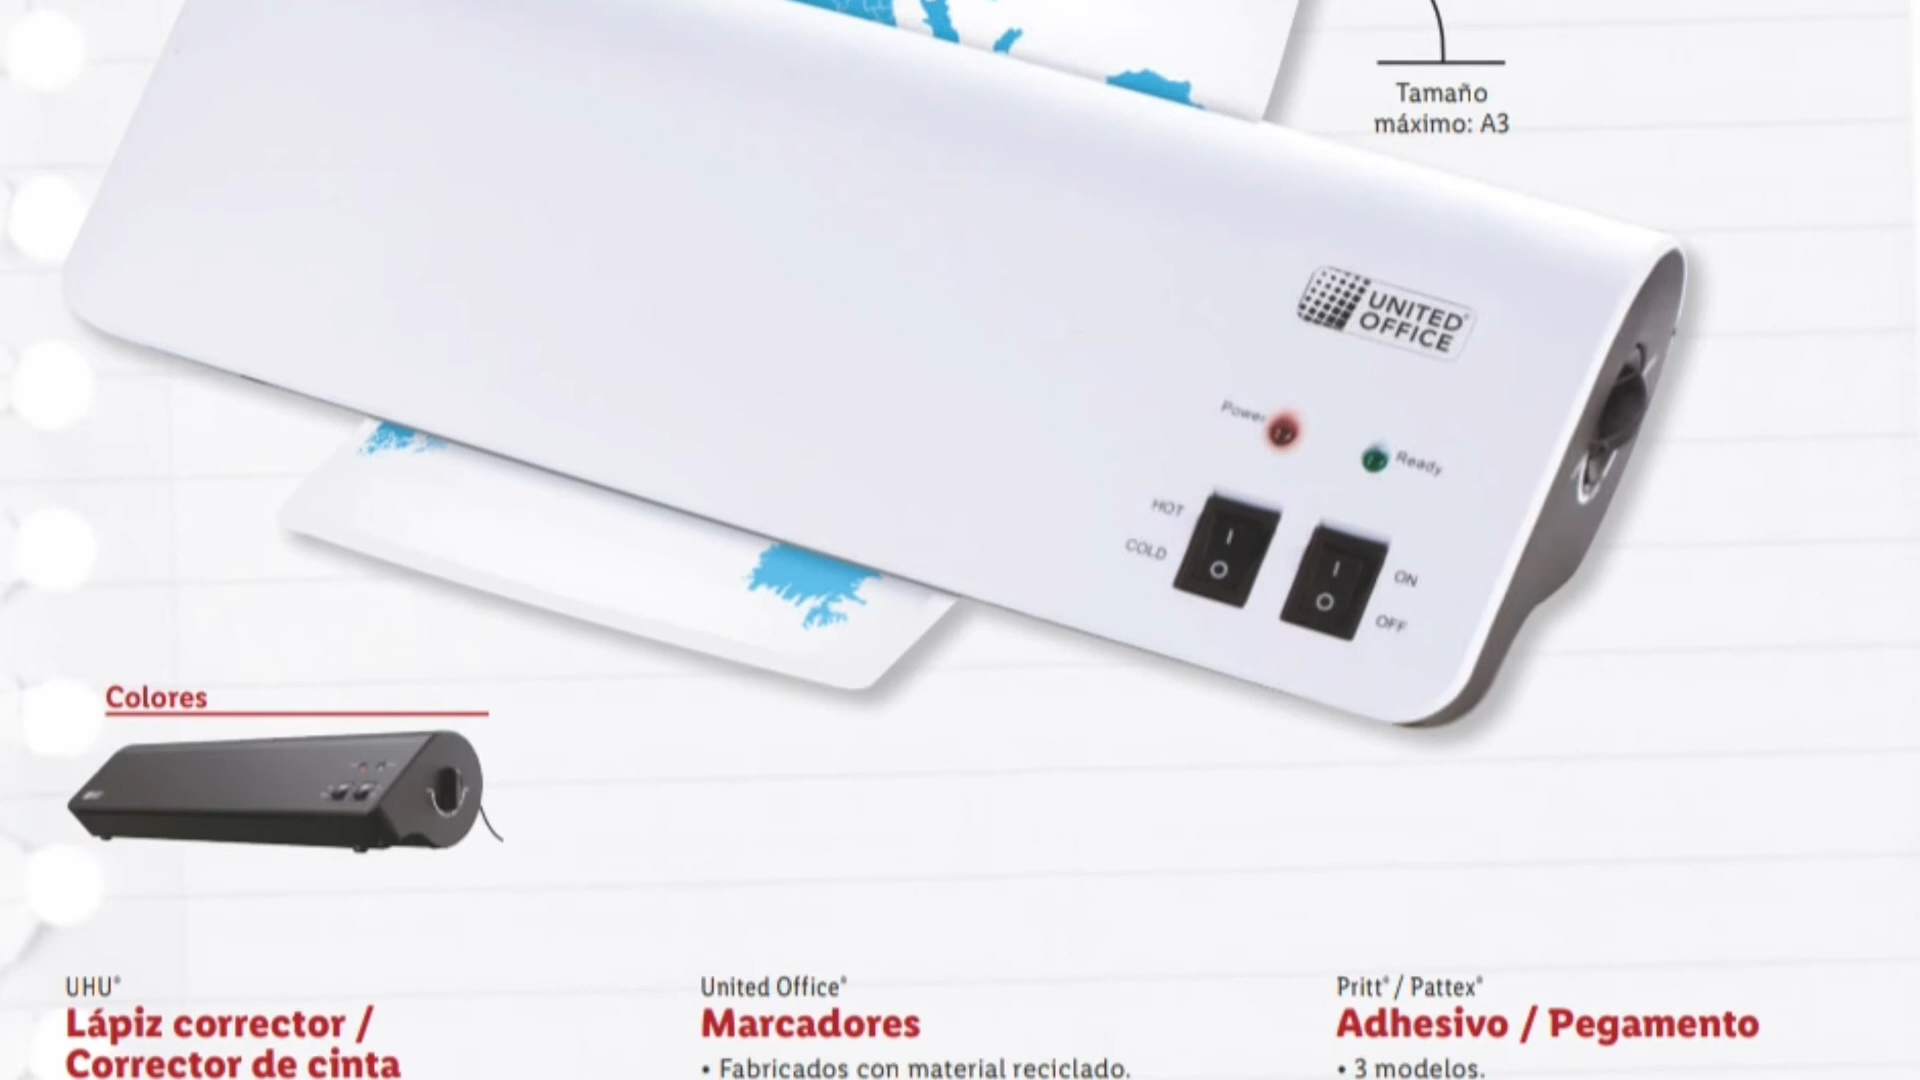 Tamaño
máximo: A3
UNITED®
OFFICE
Power
Ready
HOT
COLD
ON
OFF
Colores
UHU®
Lápiz corrector /
Corrector de cinta
United Office®
Marcadores
• Fabricados con material reciclado.
Pritt® / Pattex®
Adhesivo / Pegamento
• 3 modelos.